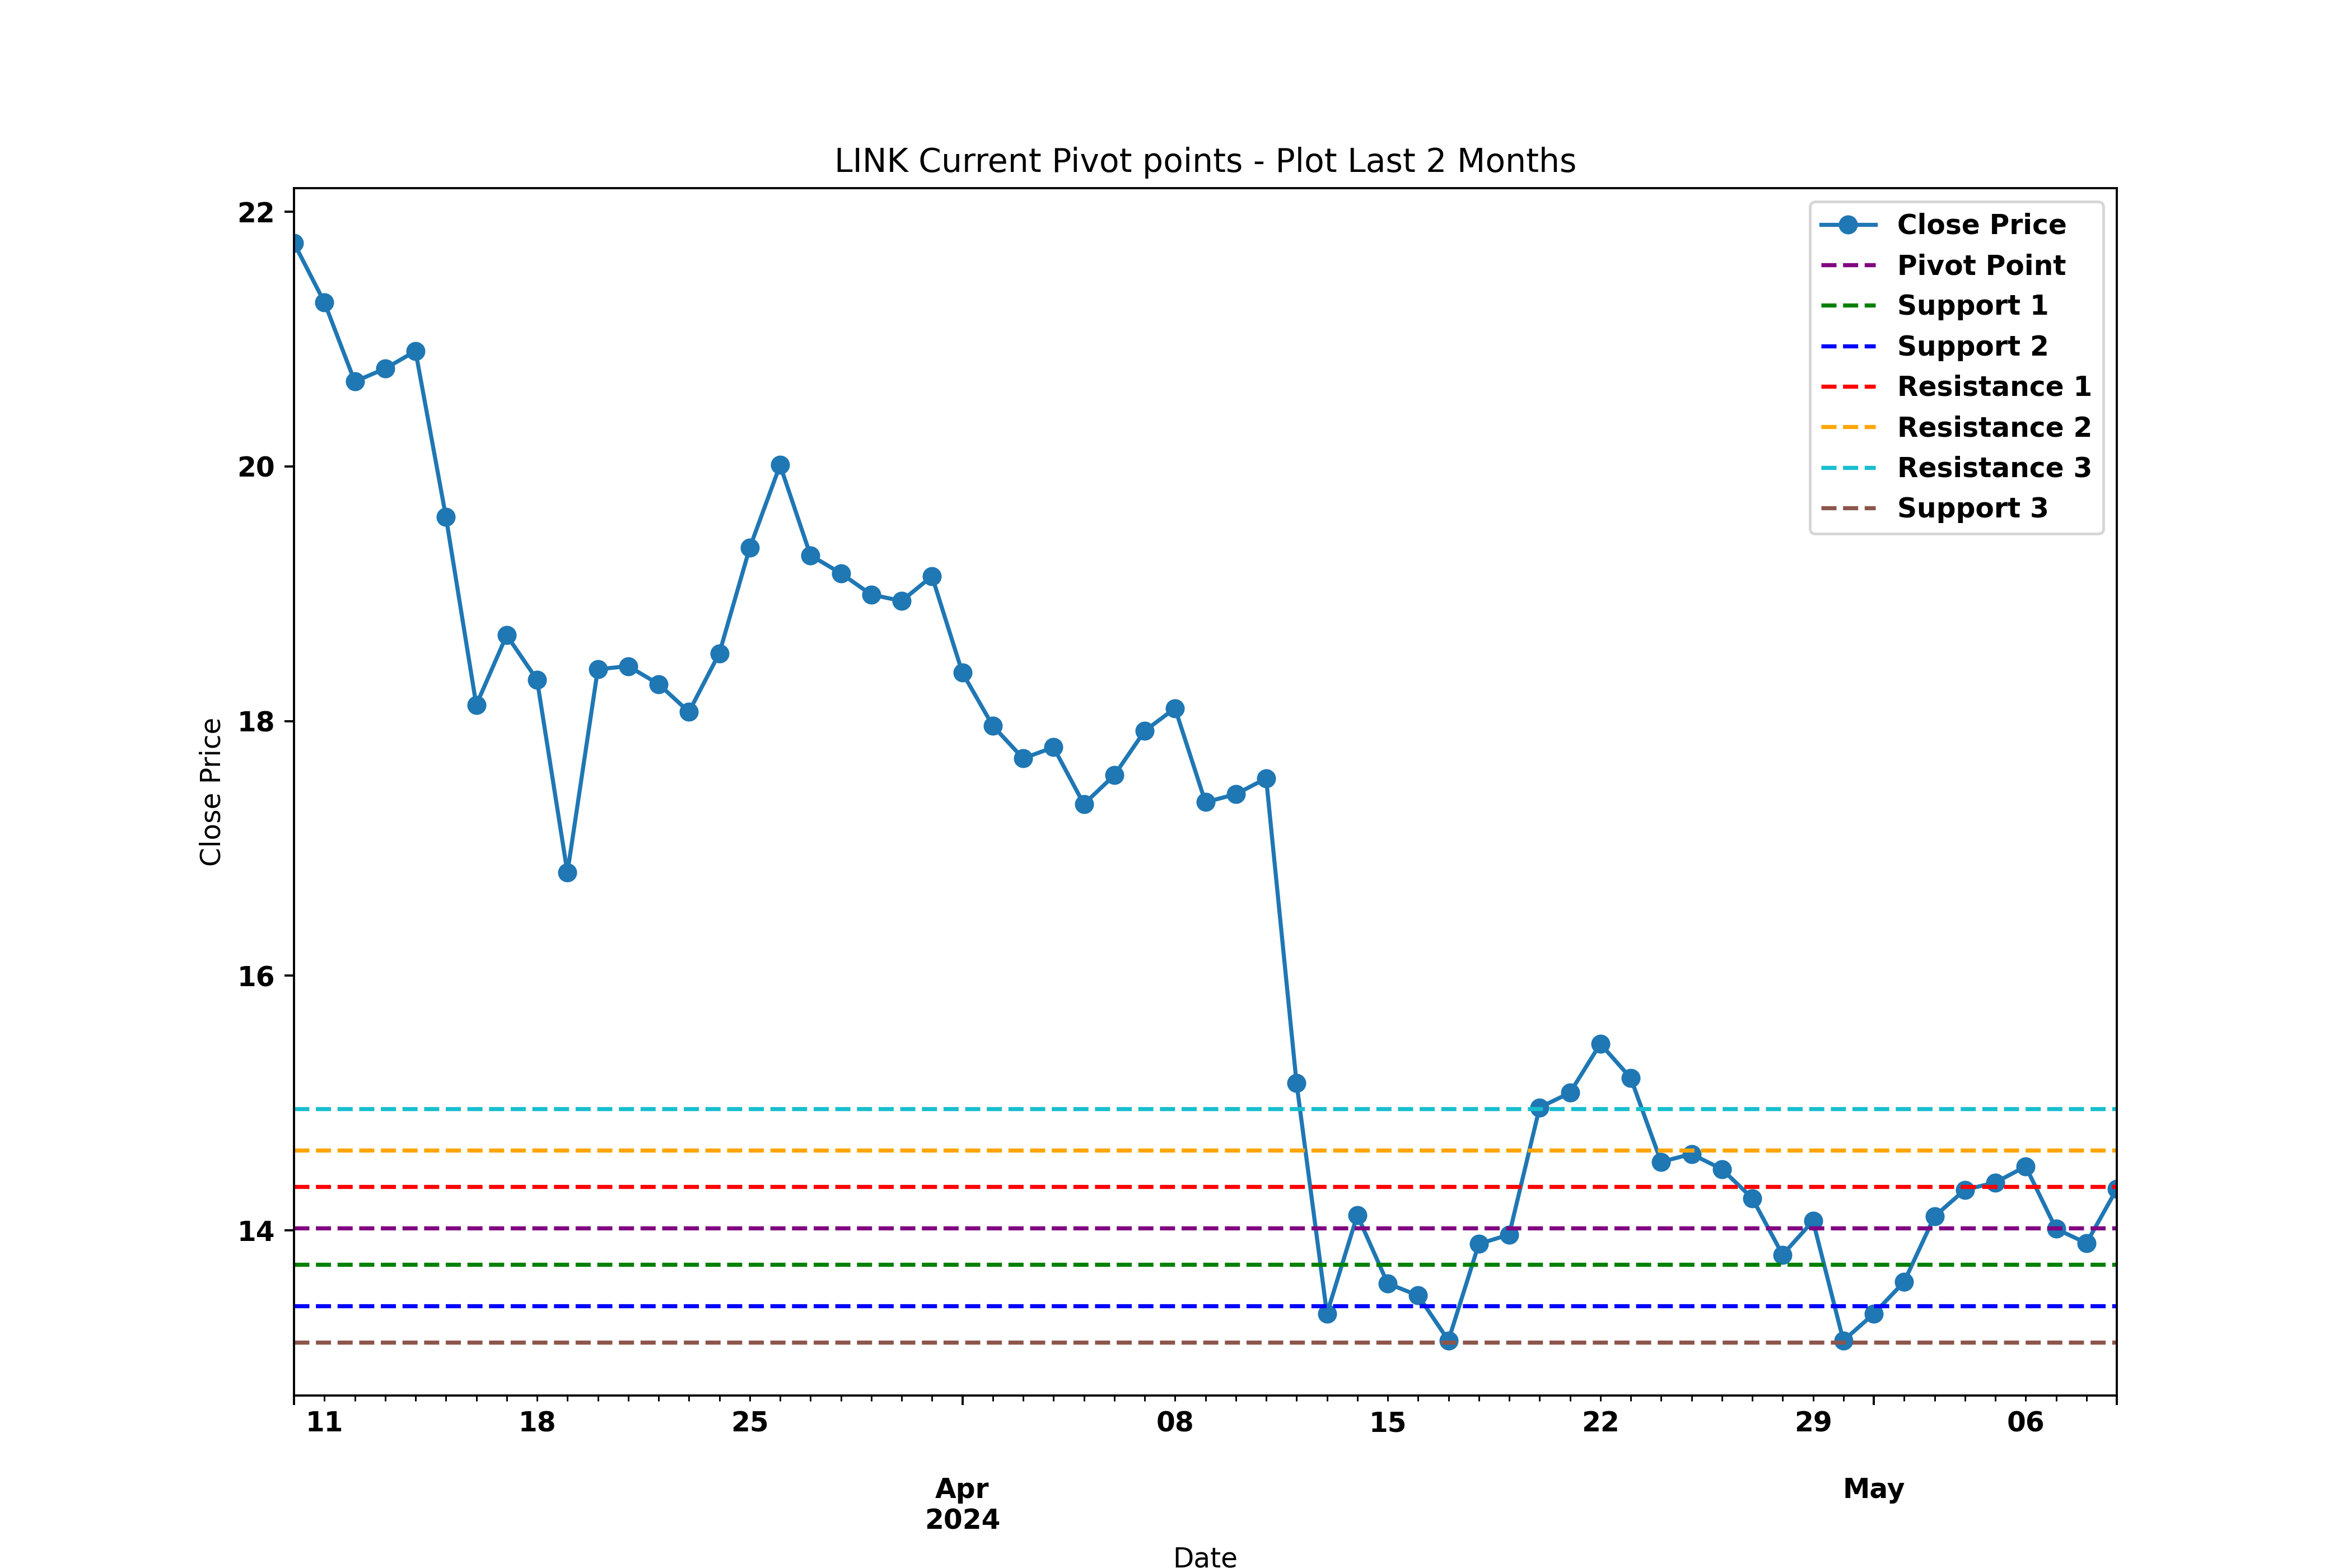 LINK Current Pivot points - Plot Last 2 Months
22
20
18
16
14
Close Price
Close Price
Pivot Point
Support 1
Support 2
Resistance 1
Resistance 2
Resistance 3
Support 3
11 18 25 08 15 22 29 06
Apr May
2024
Date